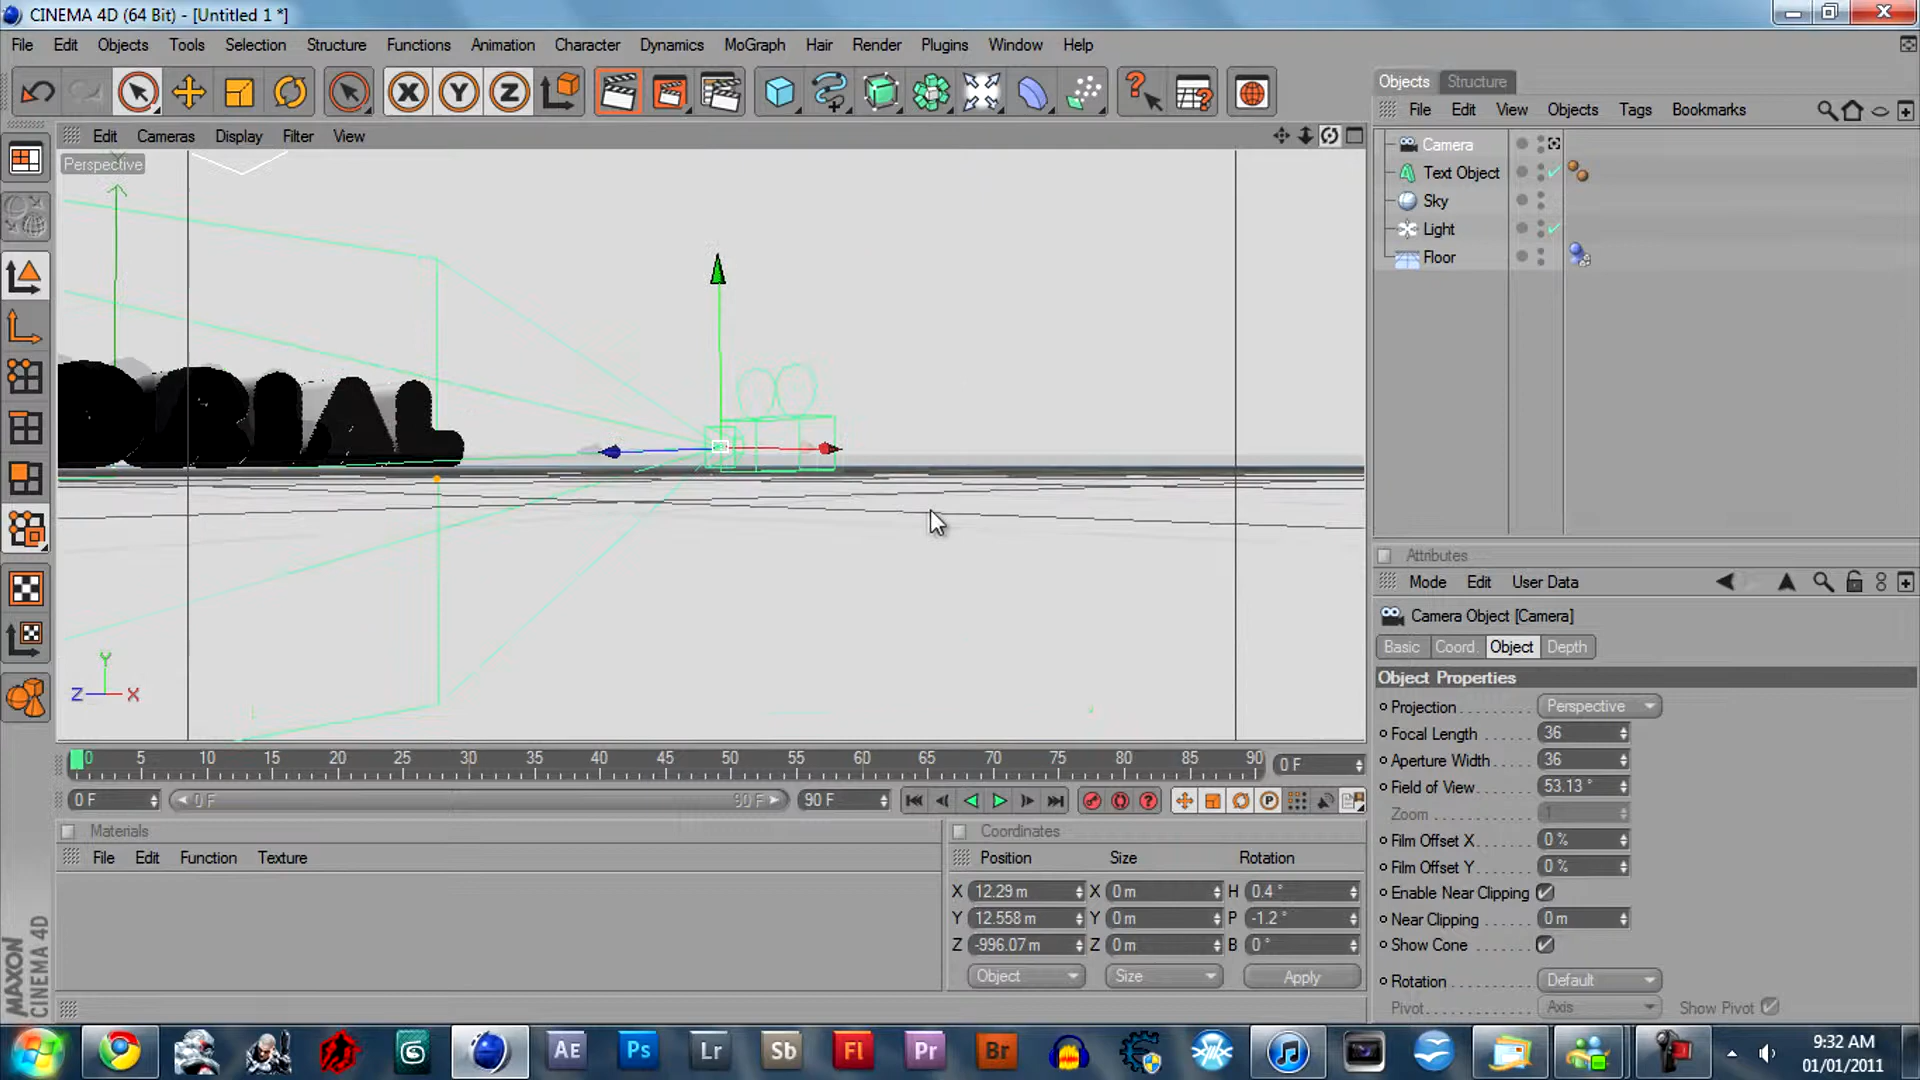 CINEMA 4D (64 Bit) - [Untitled 1 *]
File Edit Objects Tools Selection Structure Functions Animation Character Dynamics MoGraph Hair Render Plugins Window Help
Objects Structure
File Edit View Objects Tags Bookmarks
Edit Cameras Display Filter View
Perspective
Camera
Text Object
Sky
Light
Floor
ORIAL
Y
Z X
Attributes
Mode Edit User Data
Camera Object [Camera]
Basic Coord. Object Depth
Object Properties
Projection Perspective
Focal Length 36
Aperture Width 36
Field of View 53.13 °
Zoom 1
Film Offset X 0 %
Film Offset Y 0 %
Enable Near Clipping
Near Clipping 0 m
Show Cone
Rotation Default
Pivot Axis Show Pivot
0 5 10 15 20 25 30 35 40 45 50 55 60 65 70 75 80 85 90 0 F
0 F 0 F 90 F 90 F
Materials
File Edit Function Texture
Coordinates
Position Size Rotation
X 12.29 m X 0 m H 0.4 °
Y 12.558 m Y 0 m P -1.2 °
Z -996.07 m Z 0 m B 0 °
Object Size Apply
MAXON
CINEMA 4D
AE Ps Lr Sb Fl Pr Br
9:32 AM
01/01/2011